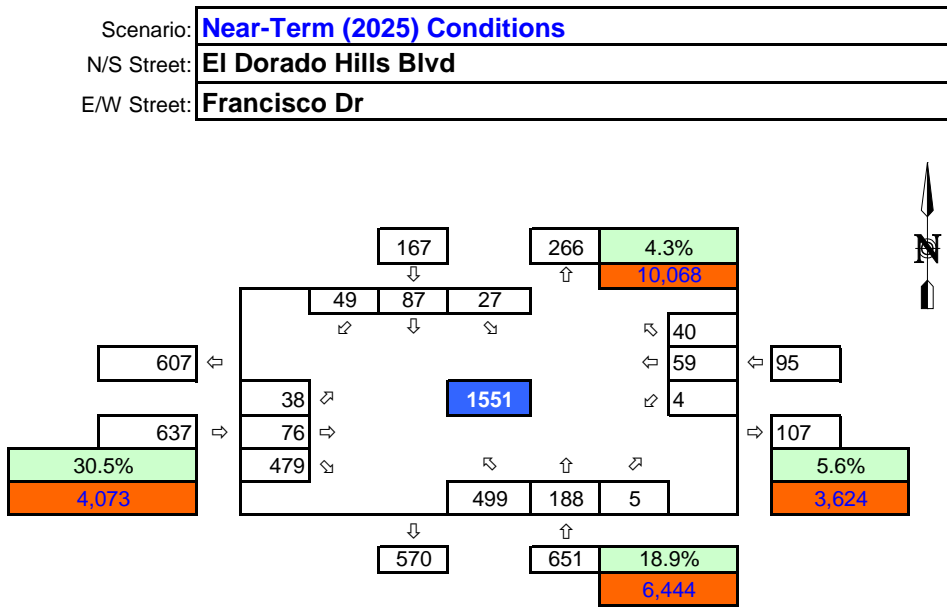 Scenario: Near-Term (2025) Conditions
N/S Street: El Dorado Hills Blvd
E/W Street: Francisco Dr
N
167 266 4.3%
10,068
49 87 27
40
607 59 95
38 1551 4
637 76 107
30.5% 479 5.6%
4,073 499 188 5 3,624
570 651 18.9%
6,444